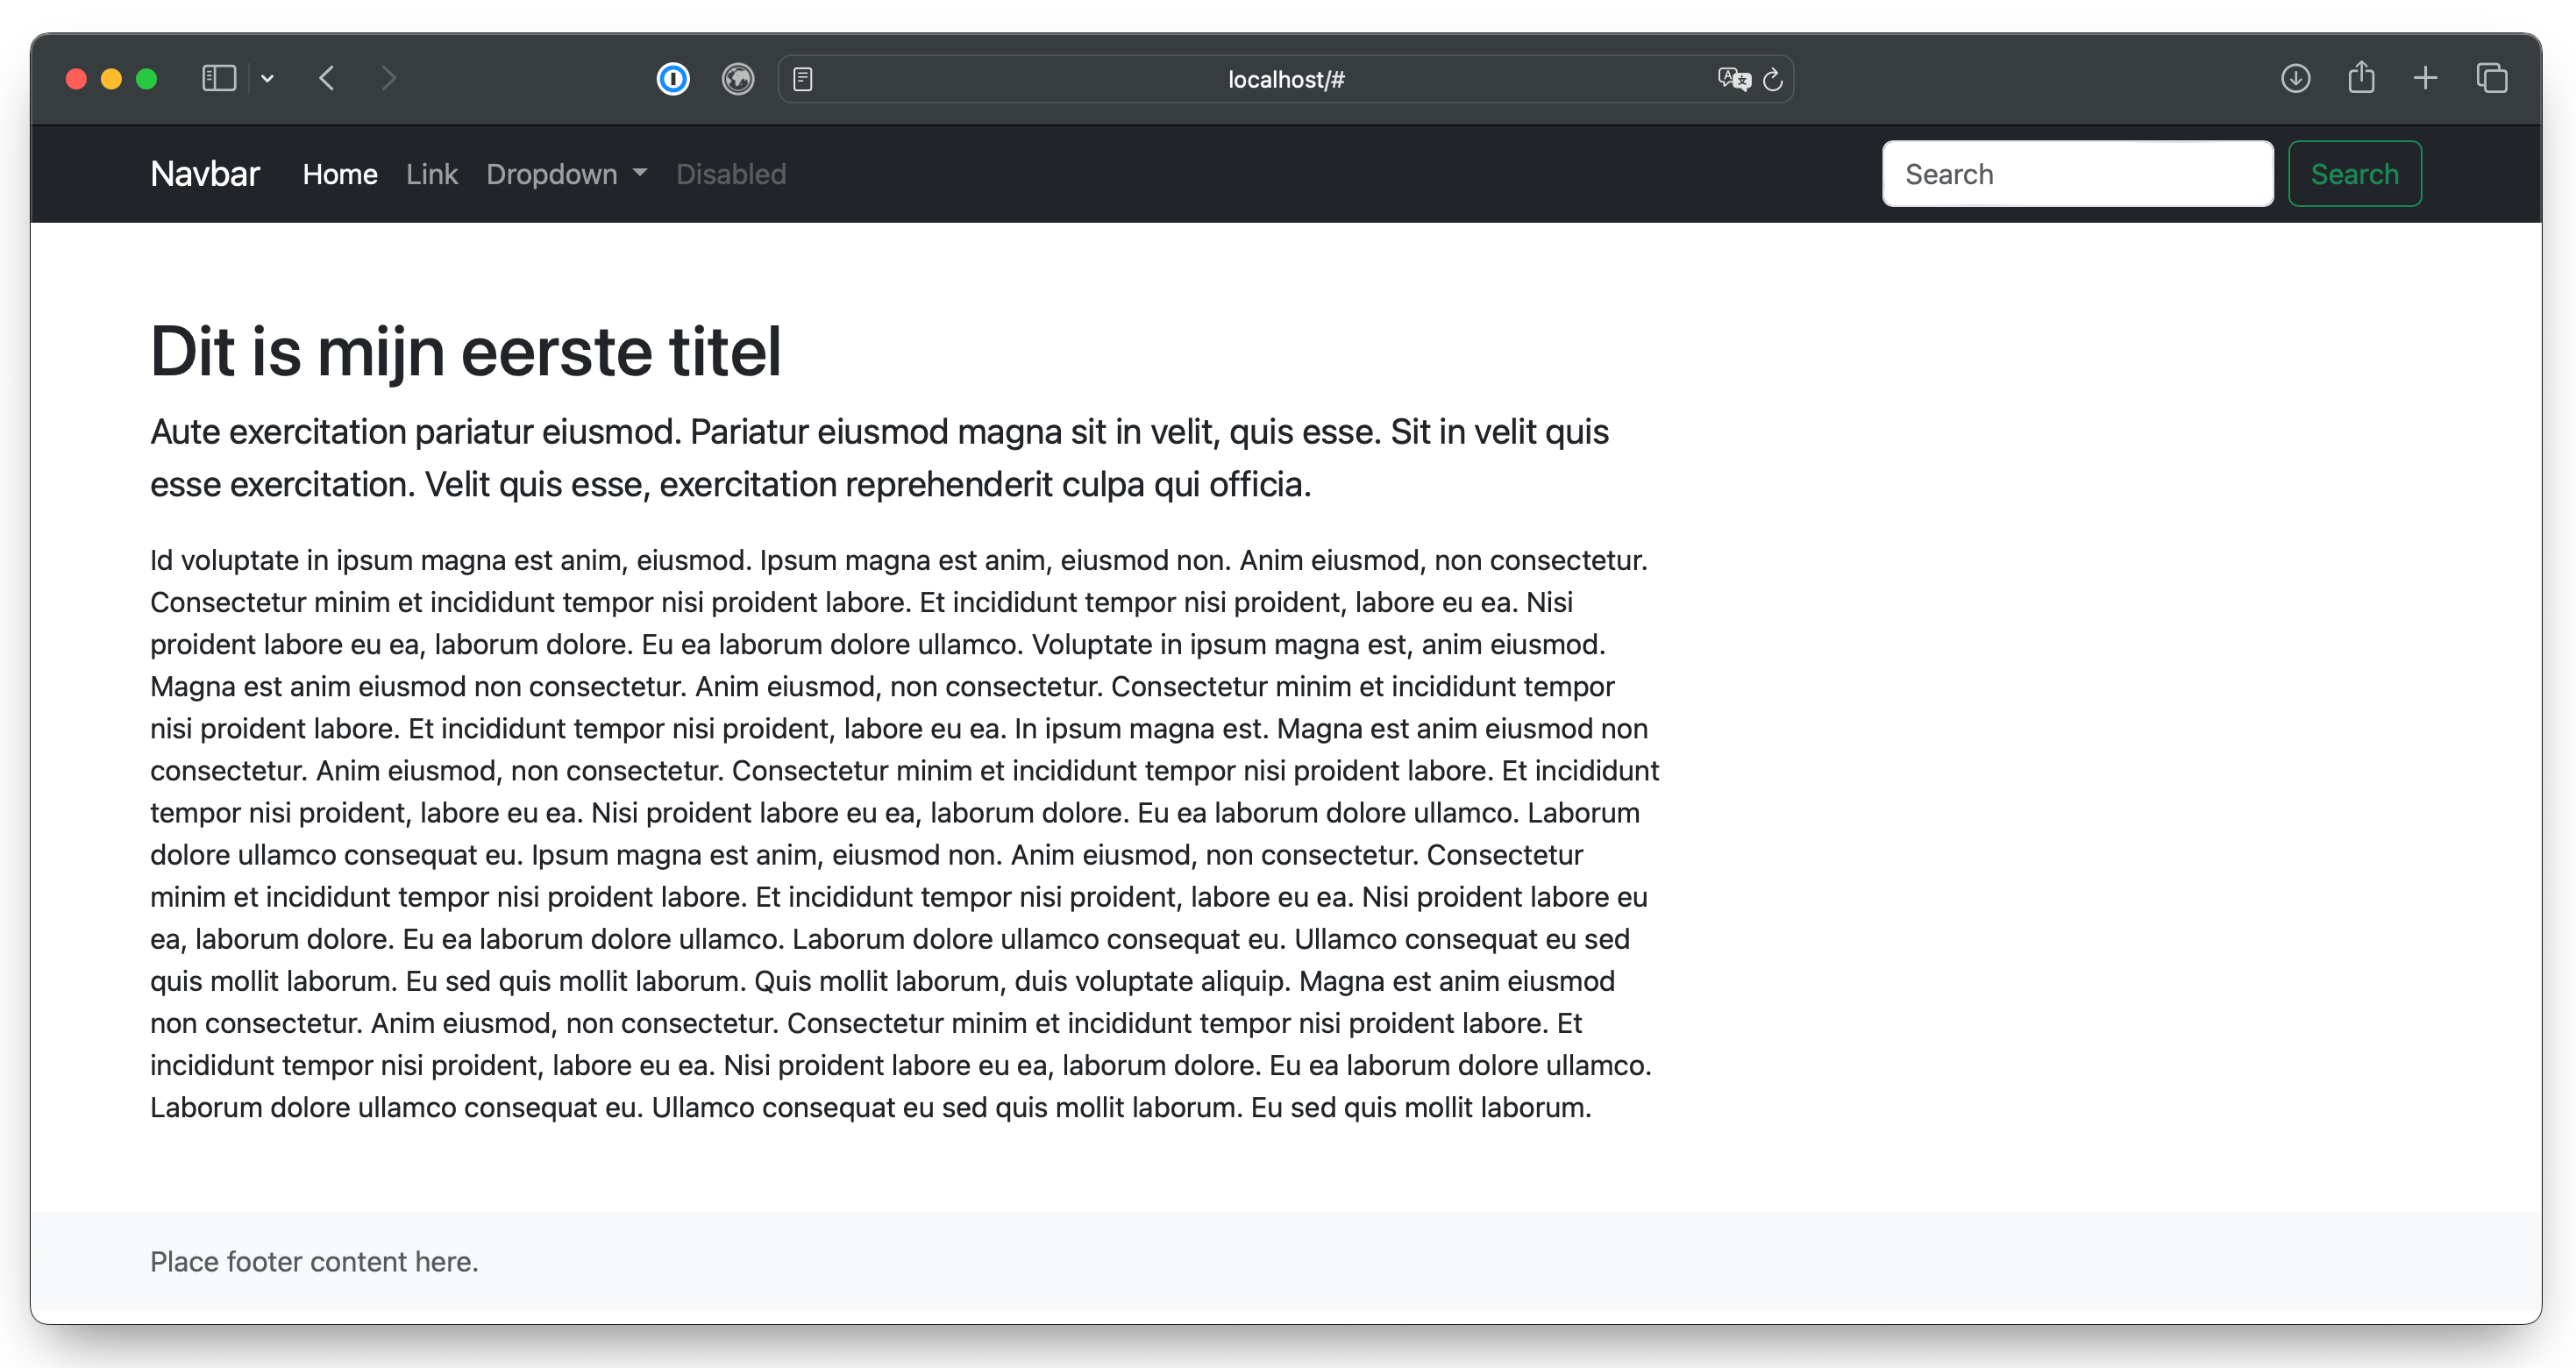 localhost/#
Navbar Home Link Dropdown Disabled Search Search
Dit is mijn eerste titel
Aute exercitation pariatur eiusmod. Pariatur eiusmod magna sit in velit, quis esse. Sit in velit quis
esse exercitation. Velit quis esse, exercitation reprehenderit culpa qui officia.
Id voluptate in ipsum magna est anim, eiusmod. Ipsum magna est anim, eiusmod non. Anim eiusmod, non consectetur.
Consectetur minim et incididunt tempor nisi proident labore. Et incididunt tempor nisi proident, labore eu ea. Nisi
proident labore eu ea, laborum dolore. Eu ea laborum dolore ullamco. Voluptate in ipsum magna est, anim eiusmod.
Magna est anim eiusmod non consectetur. Anim eiusmod, non consectetur. Consectetur minim et incididunt tempor
nisi proident labore. Et incididunt tempor nisi proident, labore eu ea. In ipsum magna est. Magna est anim eiusmod non
consectetur. Anim eiusmod, non consectetur. Consectetur minim et incididunt tempor nisi proident labore. Et incididunt
tempor nisi proident, labore eu ea. Nisi proident labore eu ea, laborum dolore. Eu ea laborum dolore ullamco. Laborum
dolore ullamco consequat eu. Ipsum magna est anim, eiusmod non. Anim eiusmod, non consectetur. Consectetur
minim et incididunt tempor nisi proident labore. Et incididunt tempor nisi proident, labore eu ea. Nisi proident labore eu
ea, laborum dolore. Eu ea laborum dolore ullamco. Laborum dolore ullamco consequat eu. Ullamco consequat eu sed
quis mollit laborum. Eu sed quis mollit laborum. Quis mollit laborum, duis voluptate aliquip. Magna est anim eiusmod
non consectetur. Anim eiusmod, non consectetur. Consectetur minim et incididunt tempor nisi proident labore. Et
incididunt tempor nisi proident, labore eu ea. Nisi proident labore eu ea, laborum dolore. Eu ea laborum dolore ullamco.
Laborum dolore ullamco consequat eu. Ullamco consequat eu sed quis mollit laborum. Eu sed quis mollit laborum.
Place footer content here.